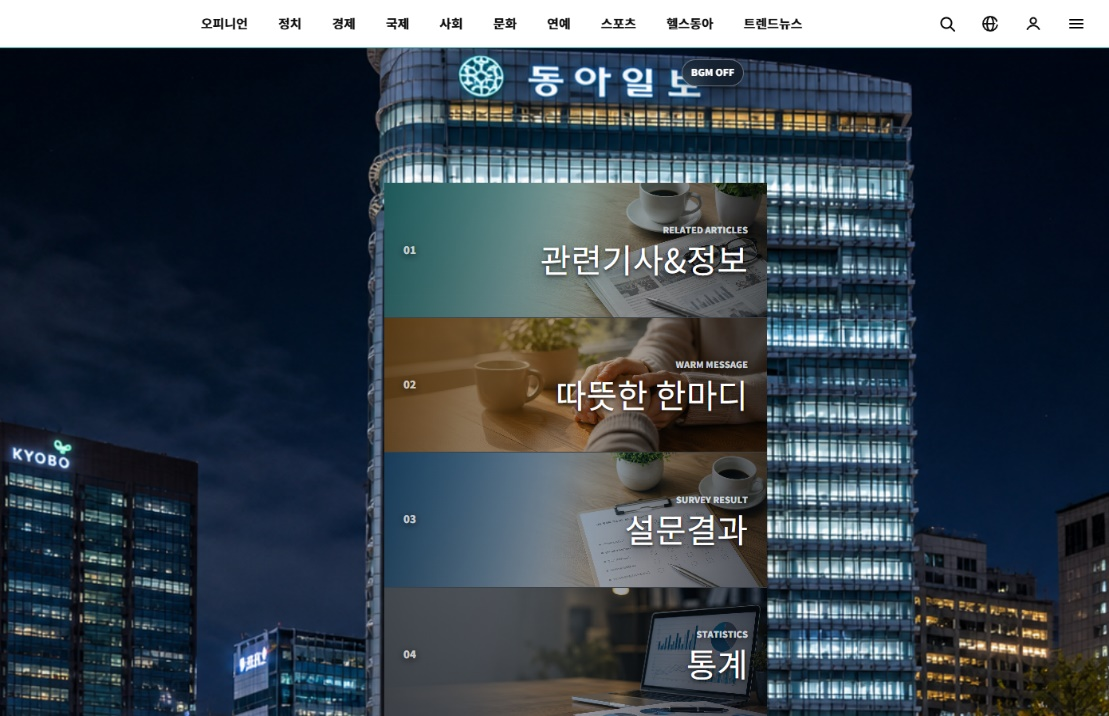 오피니언 정치 경제 국제 사회 문화 연예 스포츠 헬스동아 트렌드뉴스
동아일보
BGM OFF
RELATED ARTICLES
01
관련기사&정보
WARM MESSAGE
02
따뜻한 한마디
KYOBO
SURVEY RESULT
03
설문결과
STATISTICS
04
통계